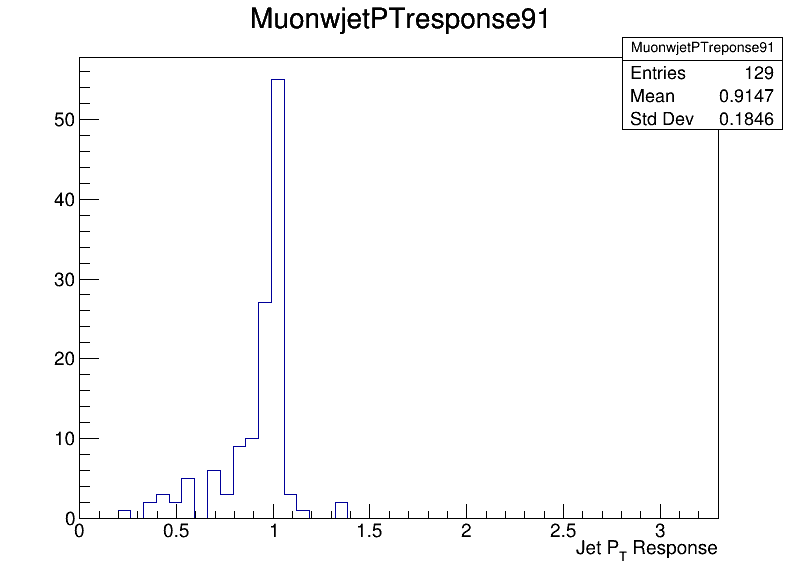 MuonwjetPTresponse91
MuonwjetPTreponse91
Entries 129
Mean 0.9147
Std Dev 0.1846
50
40
30
20
10
0
0 0.5 1 1.5 2 2.5 3
Jet PT Response